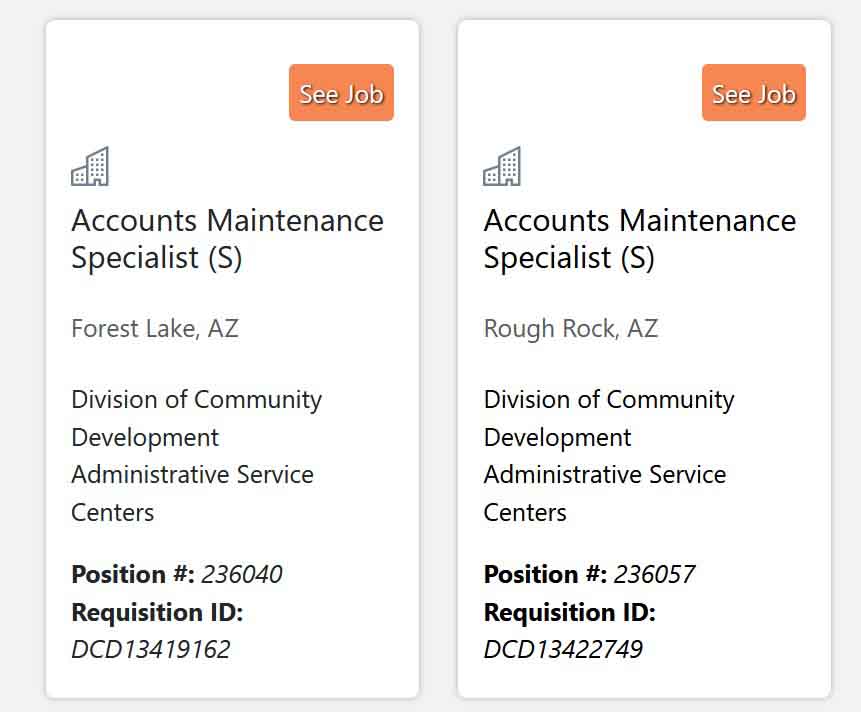 See Job
Accounts Maintenance
Specialist (S)
Forest Lake, AZ
Division of Community
Development
Administrative Service
Centers
Position #: 236040
Requisition ID:
DCD13419162
See Job
Accounts Maintenance
Specialist (S)
Rough Rock, AZ
Division of Community
Development
Administrative Service
Centers
Position #: 236057
Requisition ID:
DCD13422749